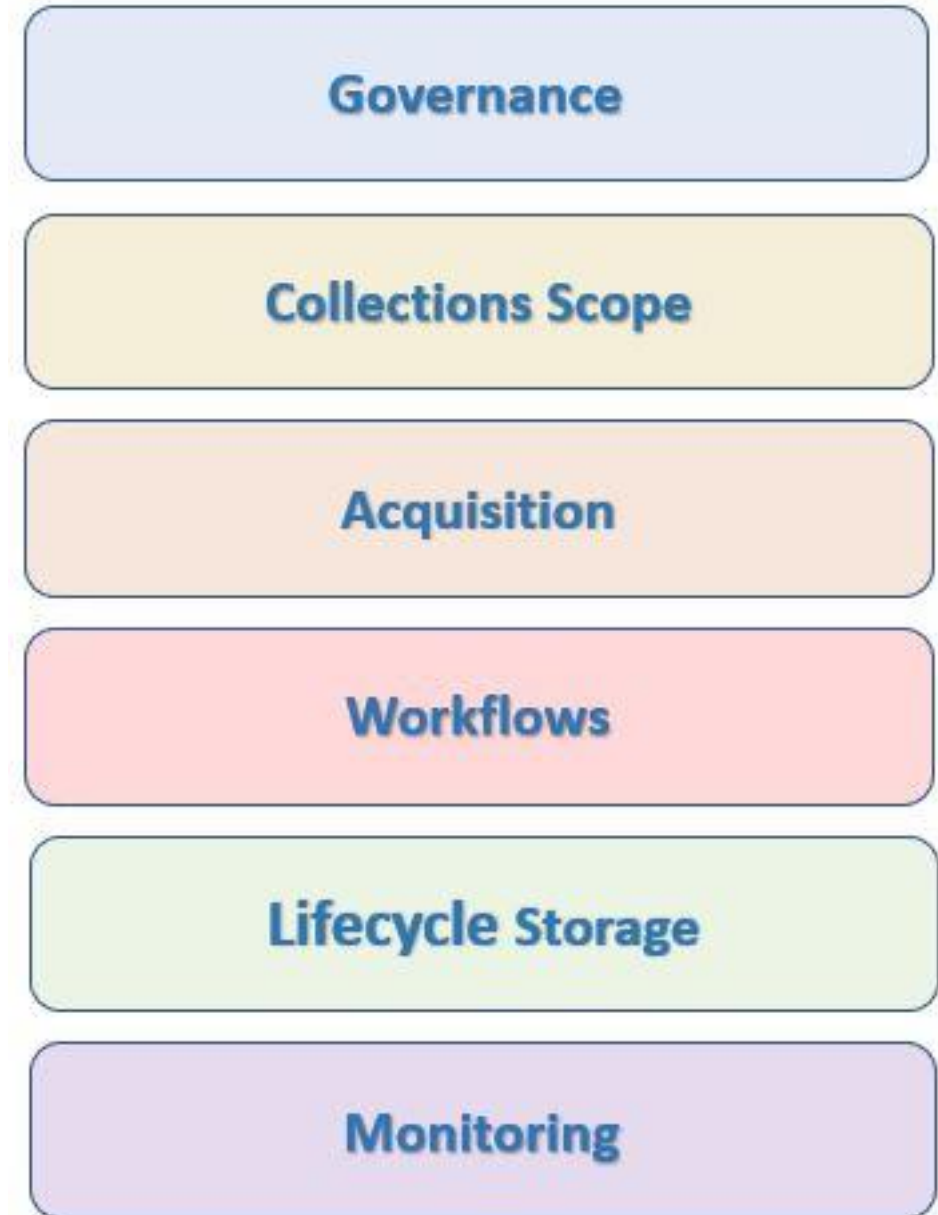 Governance
Collections Scope
Acquisition
Workflows
Lifecycle Storage
Monitoring